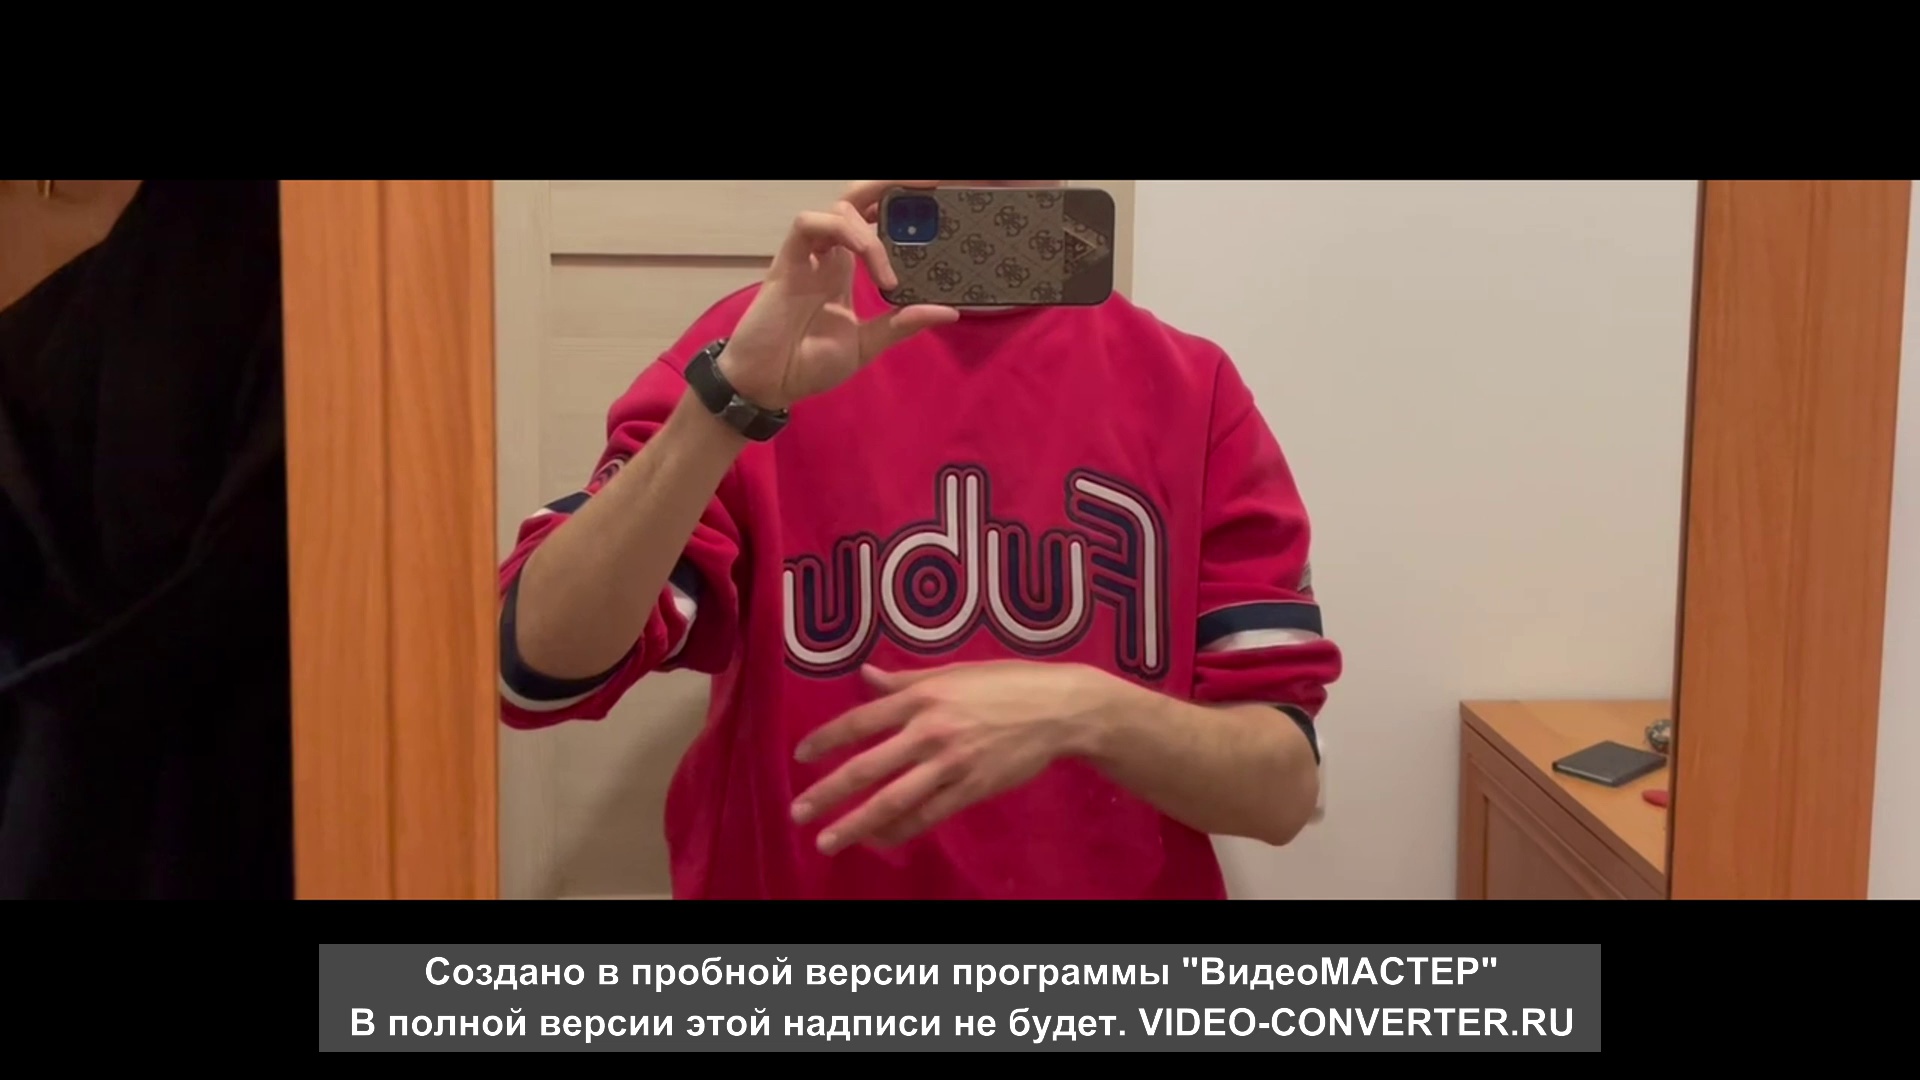 Fubu
Создано в пробной версии программы "ВидеоМАСТЕР"
В полной версии этой надписи не будет. VIDEO-CONVERTER.RU